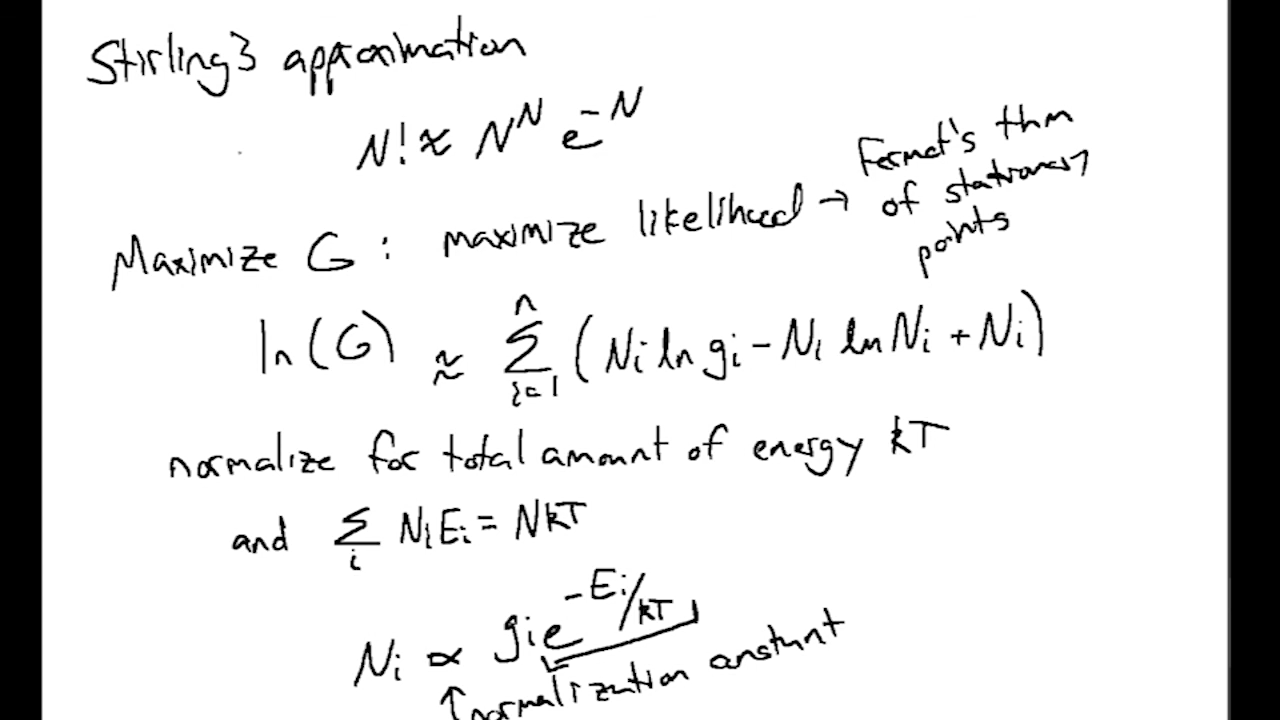 Stirling's approximation
N! ≈ N^N e^-N
Maximize G : maximize likelihood → Fermat's thm
of stationary
points
ln(G) ≈ Σ_{i=1}^{n} (N_i ln g_i - N_i ln N_i + N_i)
normalize for total amount of energy kT
and Σ_i N_i E_i = NkT
N_i ∝ g_i e^{-E_i/kT}
↑ normalization constant